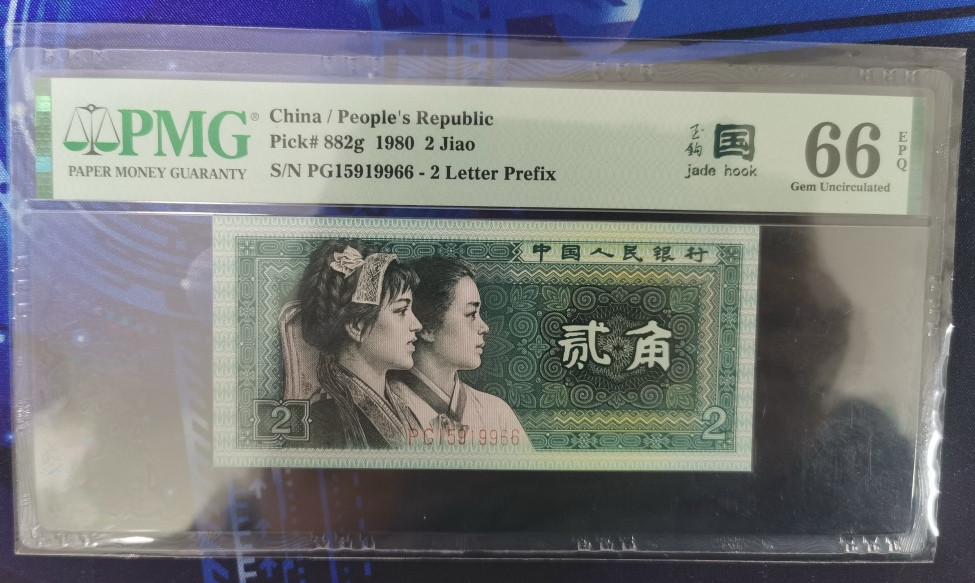 PMG®
PAPER MONEY GUARANTY
China / People's Republic
Pick# 882g 1980 2 Jiao
S/N PG15919966 - 2 Letter Prefix
玉钩 国
jade hook
66 EPQ
Gem Uncirculated
中国人民银行
贰角
2
2
PG15919966